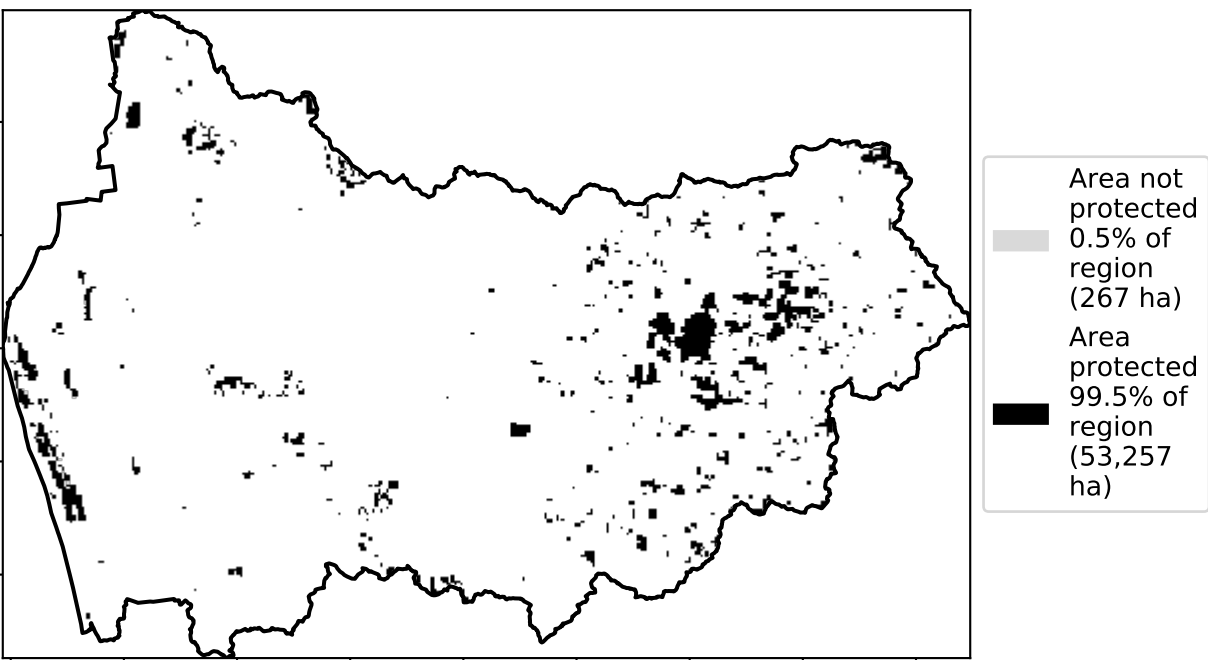 Area not
protected
0.5% of
region
(267 ha)
Area
protected
99.5% of
region
(53,257
ha)